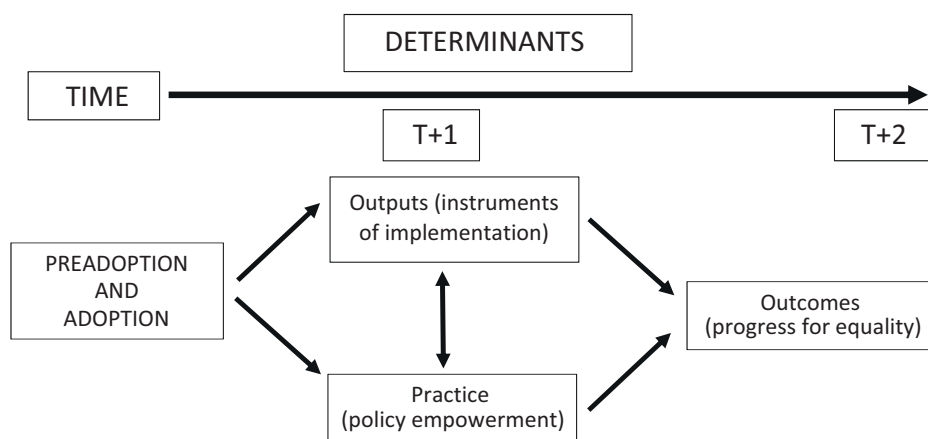 DETERMINANTS
TIME
T+1
T+2
Outputs (instruments
of implementation)
PREADOPTION
AND
ADOPTION
Outcomes
(progress for equality)
Practice
(policy empowerment)